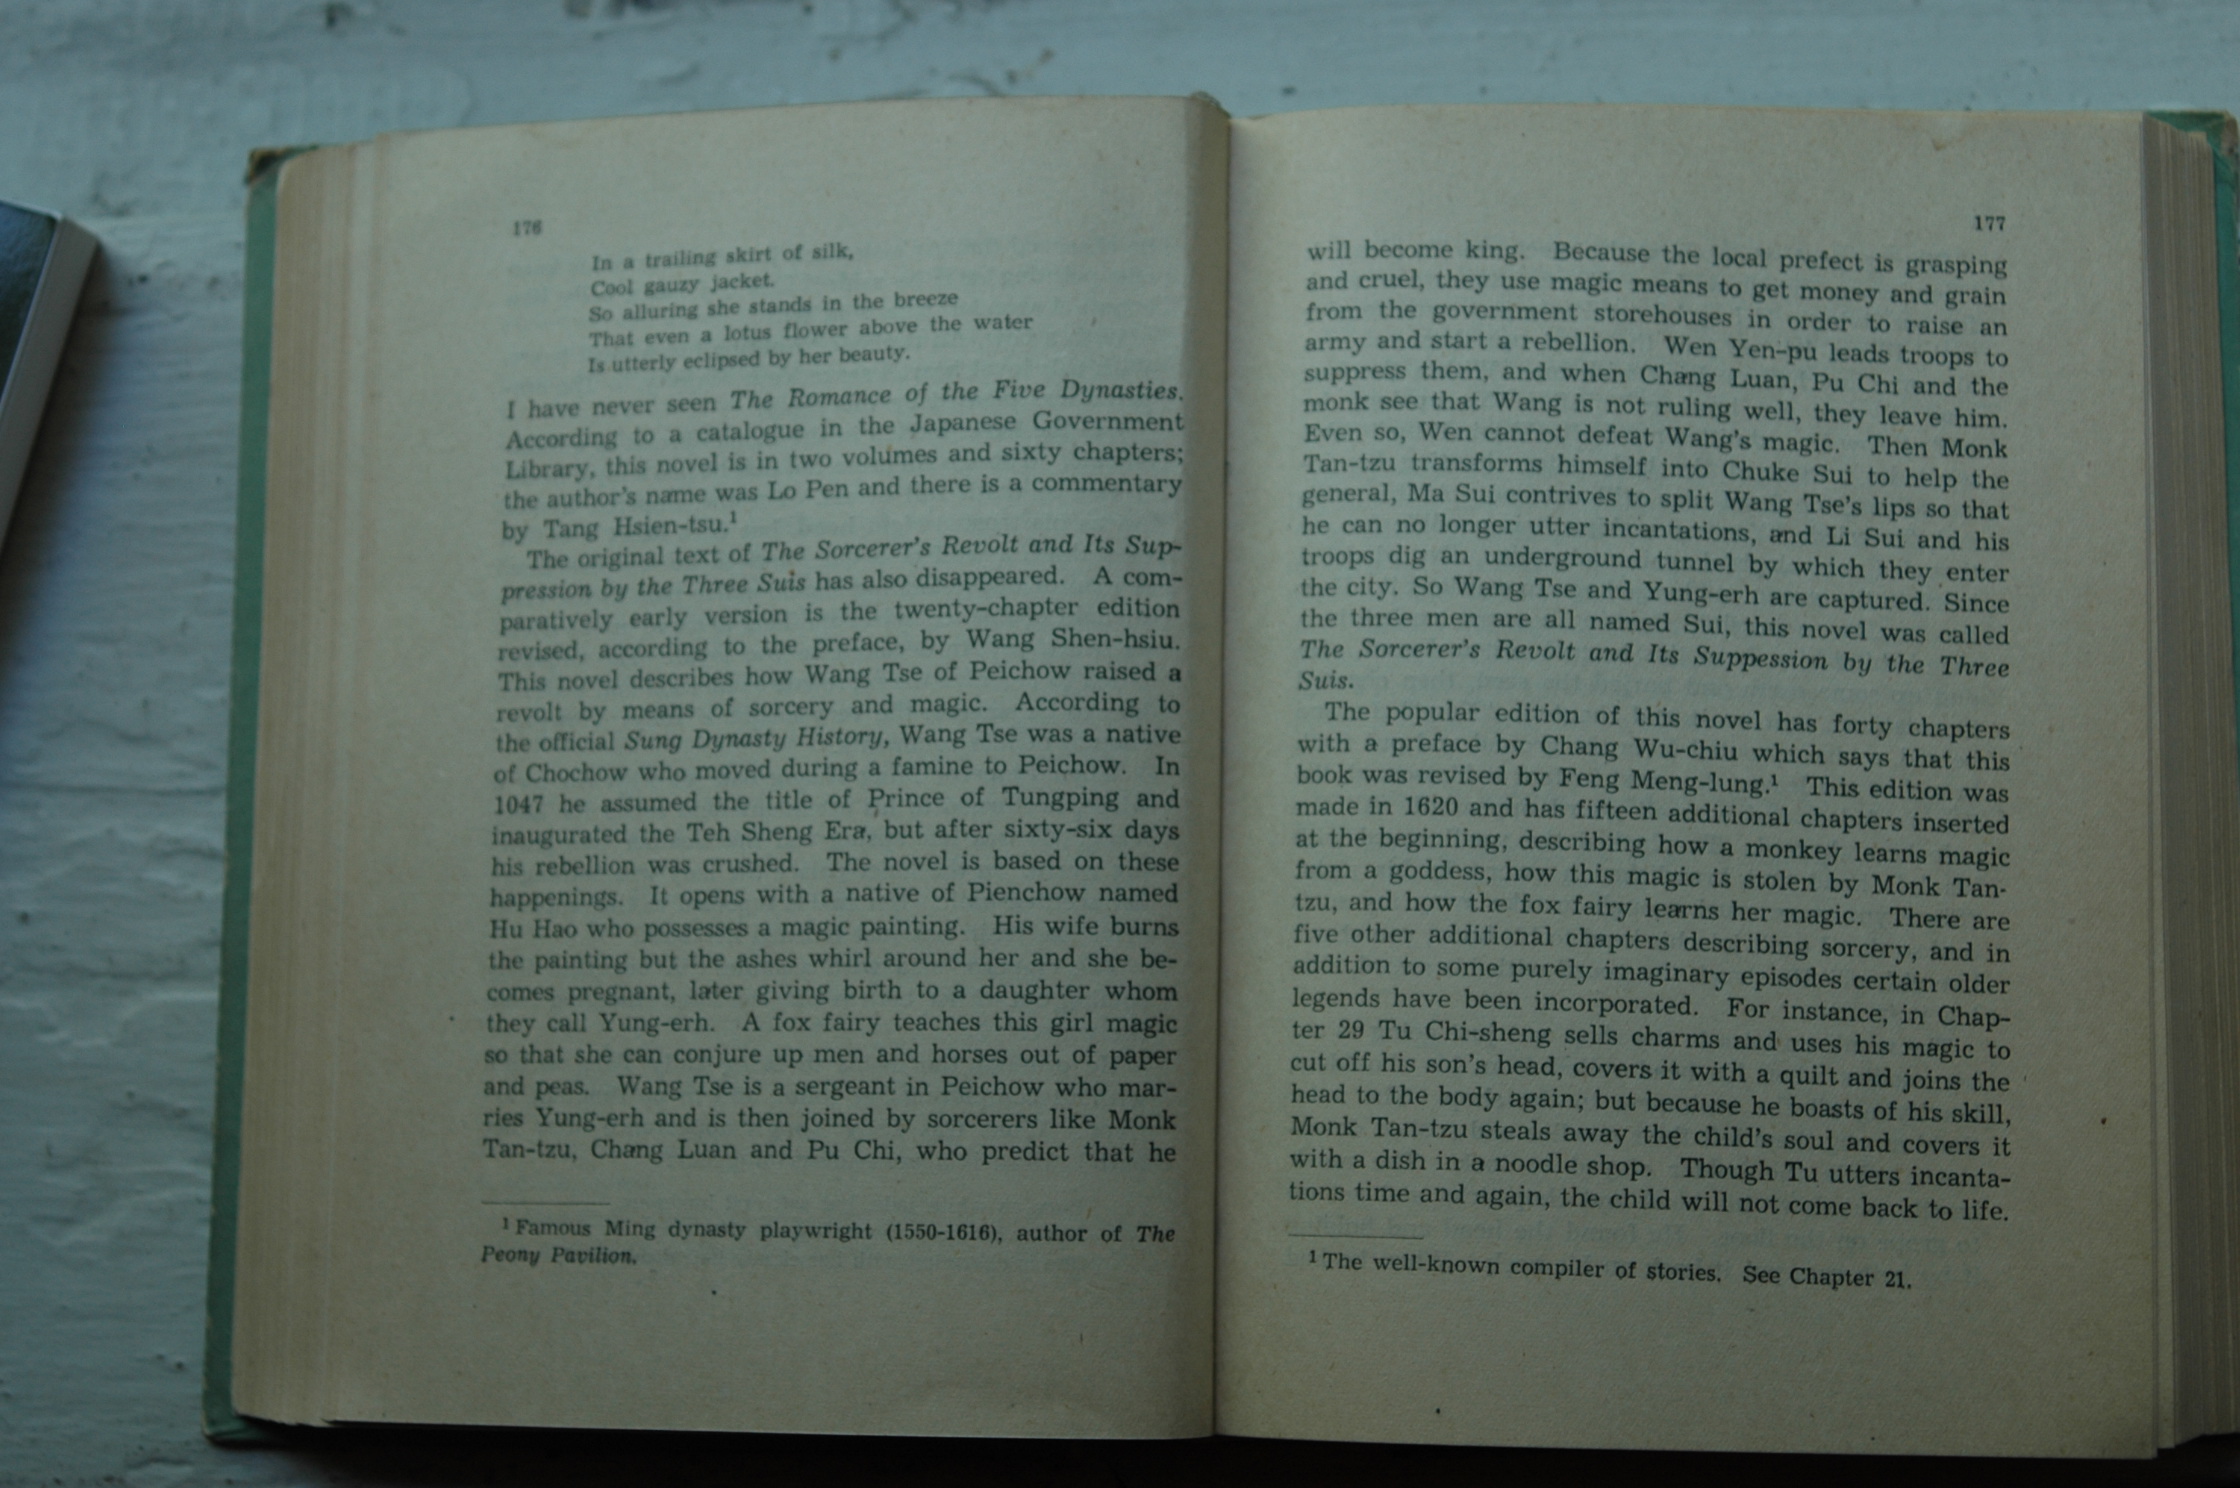 176
In a trailing skirt of silk,
Cool gauzy jacket.
So alluring she stands in the breeze
That even a lotus flower above the water
Is utterly eclipsed by her beauty.
I have never seen The Romance of the Five Dynasties.
According to a catalogue in the Japanese Government
Library, this novel is in two volumes and sixty chapters;
the author's name was Lo Pen and there is a commentary
by Tang Hsien-tsu.¹
The original text of The Sorcerer's Revolt and Its Sup-
pression by the Three Suis has also disappeared. A com-
paratively early version is the twenty-chapter edition
revised, according to the preface, by Wang Shen-hsiu.
This novel describes how Wang Tse of Peichow raised a
revolt by means of sorcery and magic. According to
the official Sung Dynasty History, Wang Tse was a native
of Chochow who moved during a famine to Peichow. In
1047 he assumed the title of Prince of Tungping and
inaugurated the Teh Sheng Era, but after sixty-six days
his rebellion was crushed. The novel is based on these
happenings. It opens with a native of Pienchow named
Hu Hao who possesses a magic painting. His wife burns
the painting but the ashes whirl around her and she be-
comes pregnant, later giving birth to a daughter whom
they call Yung-erh. A fox fairy teaches this girl magic
so that she can conjure up men and horses out of paper
and peas. Wang Tse is a sergeant in Peichow who mar-
ries Yung-erh and is then joined by sorcerers like Monk
Tan-tzu, Chang Luan and Pu Chi, who predict that he
¹ Famous Ming dynasty playwright (1550-1616), author of The
Peony Pavilion.
177
will become king. Because the local prefect is grasping
and cruel, they use magic means to get money and grain
from the government storehouses in order to raise an
army and start a rebellion. Wen Yen-pu leads troops to
suppress them, and when Chang Luan, Pu Chi and the
monk see that Wang is not ruling well, they leave him.
Even so, Wen cannot defeat Wang's magic. Then Monk
Tan-tzu transforms himself into Chuke Sui to help the
general, Ma Sui contrives to split Wang Tse's lips so that
he can no longer utter incantations, and Li Sui and his
troops dig an underground tunnel by which they enter
the city. So Wang Tse and Yung-erh are captured. Since
the three men are all named Sui, this novel was called
The Sorcerer's Revolt and Its Suppession by the Three
Suis.
The popular edition of this novel has forty chapters
with a preface by Chang Wu-chiu which says that this
book was revised by Feng Meng-lung.¹ This edition was
made in 1620 and has fifteen additional chapters inserted
at the beginning, describing how a monkey learns magic
from a goddess, how this magic is stolen by Monk Tan-
tzu, and how the fox fairy learns her magic. There are
five other additional chapters describing sorcery, and in
addition to some purely imaginary episodes certain older
legends have been incorporated. For instance, in Chap-
ter 29 Tu Chi-sheng sells charms and uses his magic to
cut off his son's head, covers it with a quilt and joins the
head to the body again; but because he boasts of his skill,
Monk Tan-tzu steals away the child's soul and covers it
with a dish in a noodle shop. Though Tu utters incanta-
tions time and again, the child will not come back to life.
¹ The well-known compiler of stories. See Chapter 21.